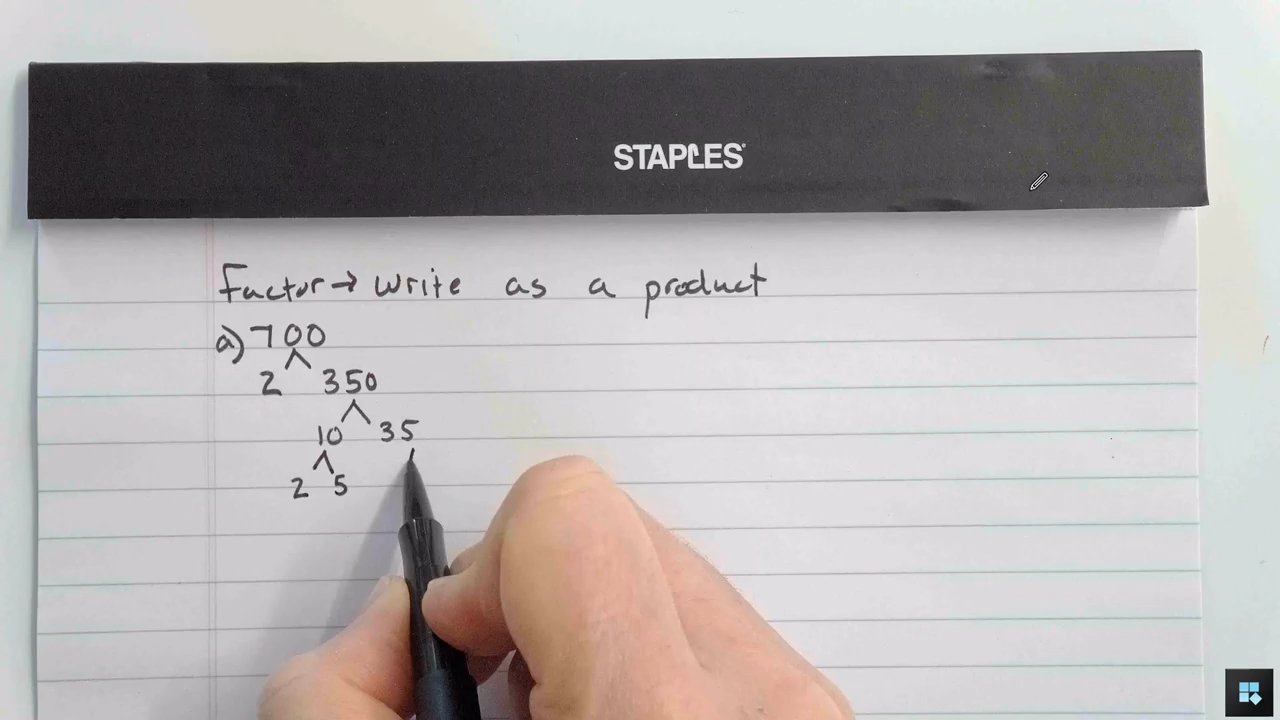 STAPLES
Factor → Write as a product
a) 700
2 350
10 35
2 5